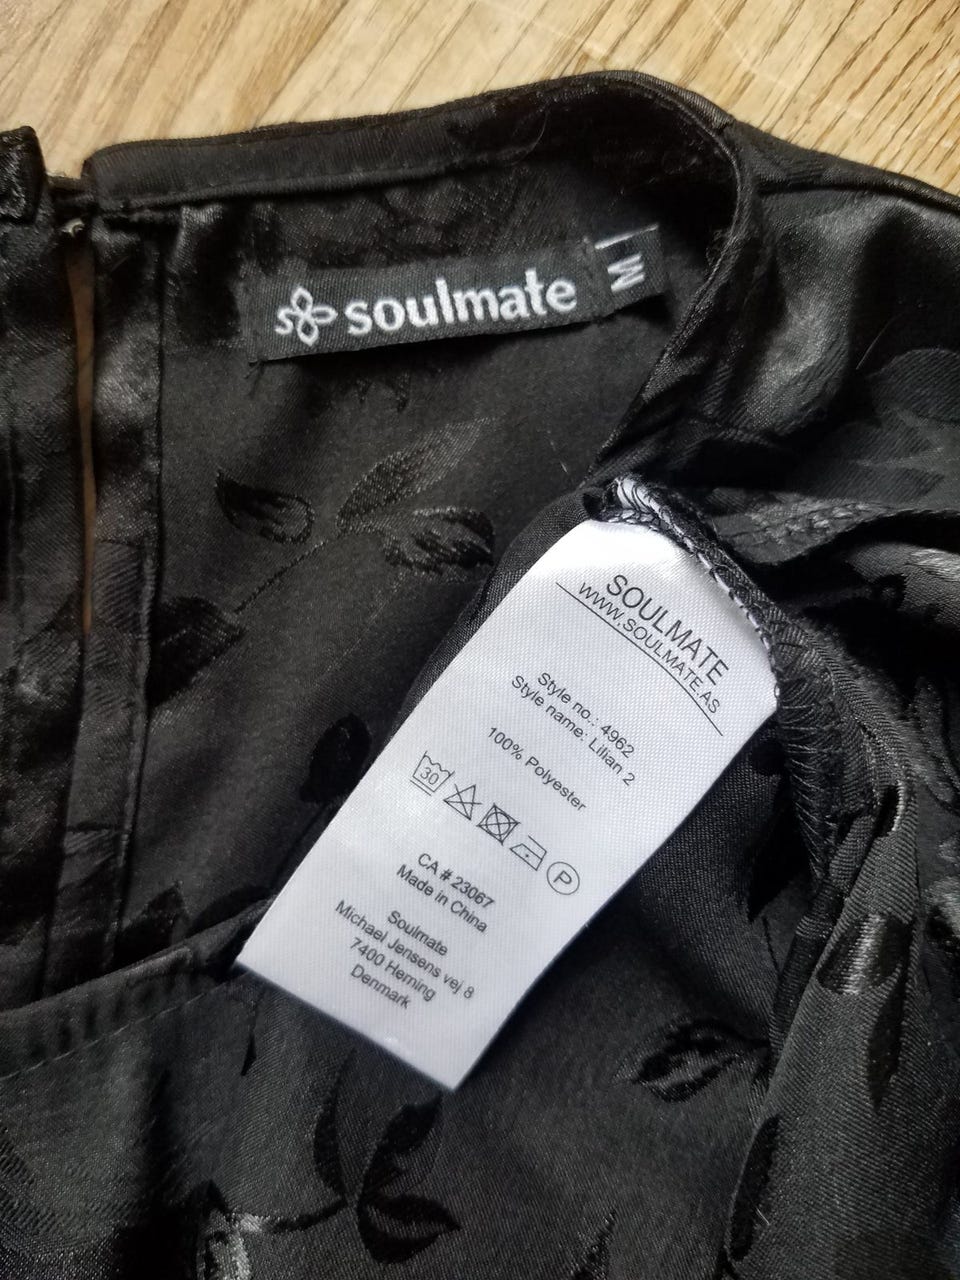 soulmate
M
SOULMATE
WWW.SOULMATE.AS
Style no.: 4962
Style name: Lilian 2
100% Polyester
30
P
CA # 23067
Made in China
Soulmate
Michael Jensens vej 8
7400 Herning
Denmark